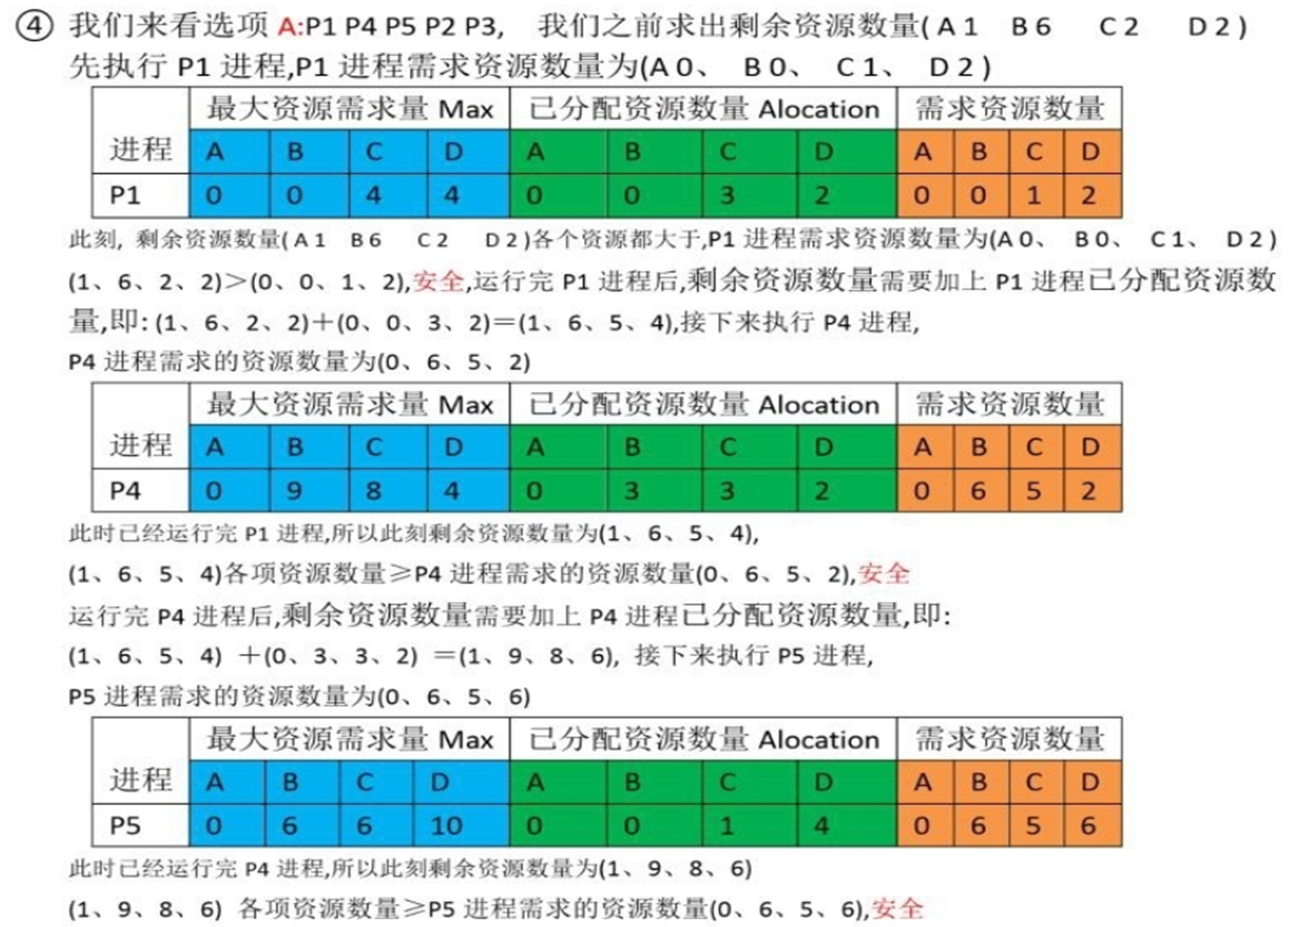 ④ 我们来看选项 A:P1 P4 P5 P2 P3, 我们之前求出剩余资源数量( A 1 B 6 C 2 D 2 )
先执行 P1 进程,P1 进程需求资源数量为(A 0、 B 0、 C 1、 D 2 )
最大资源需求量 Max 已分配资源数量 Alocation 需求资源数量
进程 A B C D A B C D A B C D
P1 0 0 4 4 0 0 3 2 0 0 1 2
此刻, 剩余资源数量( A 1 B 6 C 2 D 2 )各个资源都大于,P1 进程需求资源数量为(A 0、 B 0、 C 1、 D 2 )
(1、6、2、2)＞(0、0、1、2),安全,运行完 P1 进程后,剩余资源数量需要加上 P1 进程已分配资源数
量,即: (1、6、2、2)＋(0、0、3、2)＝(1、6、5、4),接下来执行 P4 进程,
P4 进程需求的资源数量为(0、6、5、2)
最大资源需求量 Max 已分配资源数量 Alocation 需求资源数量
进程 A B C D A B C D A B C D
P4 0 9 8 4 0 3 3 2 0 6 5 2
此时已经运行完 P1 进程,所以此刻剩余资源数量为(1、6、5、4),
(1、6、5、4)各项资源数量≥P4 进程需求的资源数量(0、6、5、2),安全
运行完 P4 进程后,剩余资源数量需要加上 P4 进程已分配资源数量,即:
(1、6、5、4) ＋(0、3、3、2) ＝(1、9、8、6), 接下来执行 P5 进程,
P5 进程需求的资源数量为(0、6、5、6)
最大资源需求量 Max 已分配资源数量 Alocation 需求资源数量
进程 A B C D A B C D A B C D
P5 0 6 6 10 0 0 1 4 0 6 5 6
此时已经运行完 P4 进程,所以此刻剩余资源数量为(1、9、8、6)
(1、9、8、6) 各项资源数量≥P5 进程需求的资源数量(0、6、5、6),安全